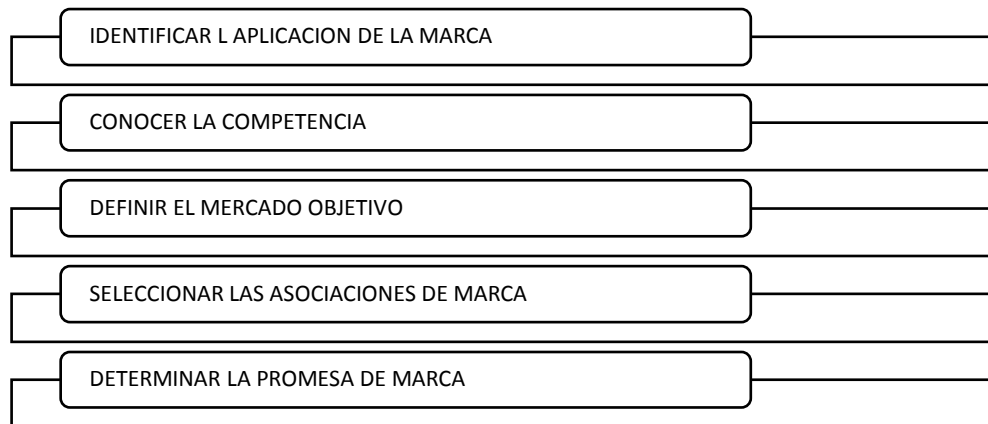 IDENTIFICAR L APLICACION DE LA MARCA
CONOCER LA COMPETENCIA
DEFINIR EL MERCADO OBJETIVO
SELECCIONAR LAS ASOCIACIONES DE MARCA
DETERMINAR LA PROMESA DE MARCA